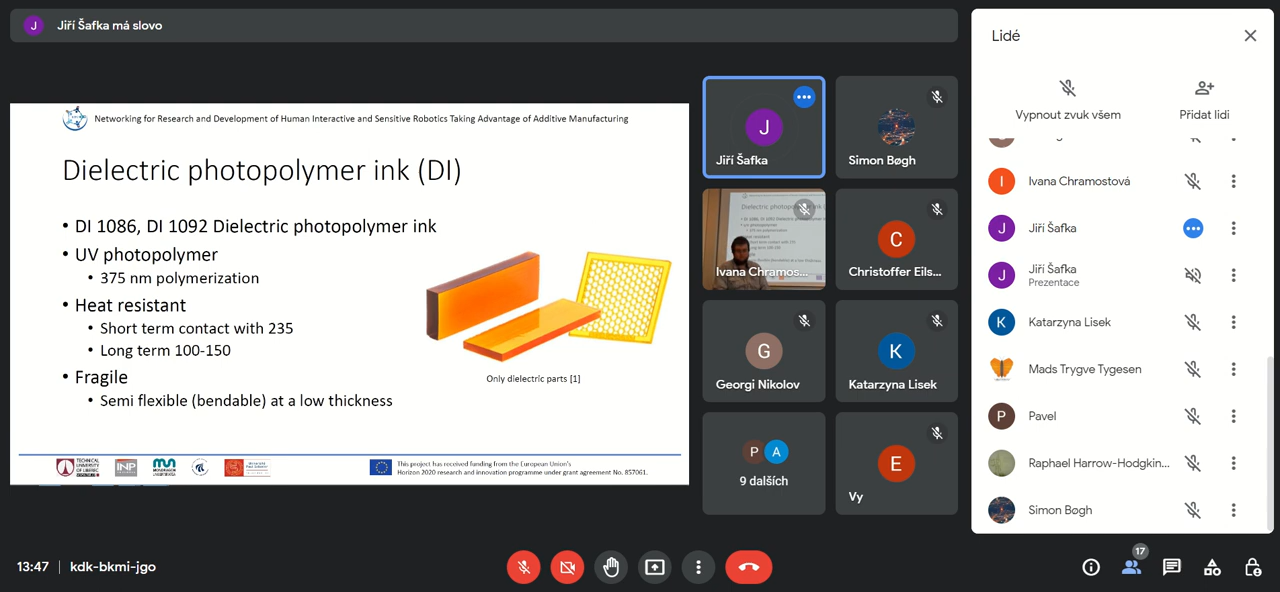 J
Jiří Šafka má slovo
Networking for Research and Development of Human Interactive and Sensitive Robotics Taking Advantage of Additive Manufacturing
Dielectric photopolymer ink (DI)
• DI 1086, DI 1092 Dielectric photopolymer ink
• UV photopolymer
• 375 nm polymerization
• Heat resistant
• Short term contact with 235
• Long term 100-150
• Fragile
• Semi flexible (bendable) at a low thickness
Only dielectric parts [1]
TECHNICAL
UNIVERSITY
OF LIBEREC
INP
This project has received funding from the European Union's
Horizon 2020 research and innovation programme under grant agreement No. 857061.
J
Jiří Šafka
Simon Bøgh
Ivana Chramos...
C
Christoffer Eils...
G
Georgi Nikolov
K
Katarzyna Lisek
P A
9 dalších
E
Vy
Lidé
Vypnout zvuk všem
Přidat lidi
I
Ivana Chramostová
J
Jiří Šafka
J
Jiří Šafka
Prezentace
K
Katarzyna Lisek
Mads Trygve Tygesen
P
Pavel
Raphael Harrow-Hodgkin...
Simon Bøgh
13:47
kdk-bkmi-jgo
17